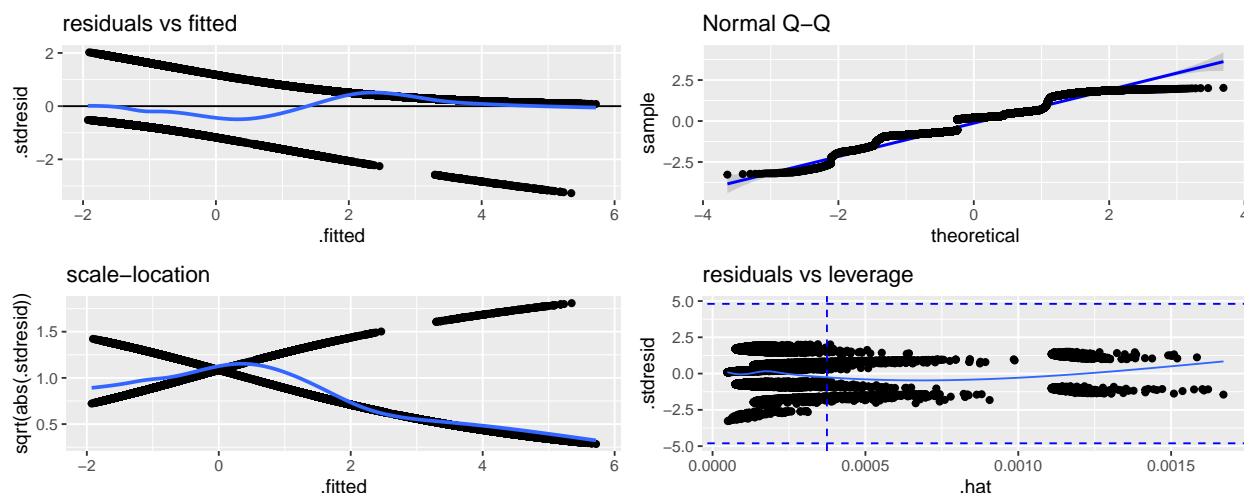 residuals vs fitted
.stdresid
2
0
−2
−2 0 2 4 6
.fitted
Normal Q−Q
sample
2.5
0.0
−2.5
−4 −2 0 2 4
theoretical
scale−location
sqrt(abs(.stdresid))
1.5
1.0
0.5
−2 0 2 4 6
.fitted
residuals vs leverage
.stdresid
5.0
2.5
0.0
−2.5
−5.0
0.0000 0.0005 0.0010 0.0015
.hat